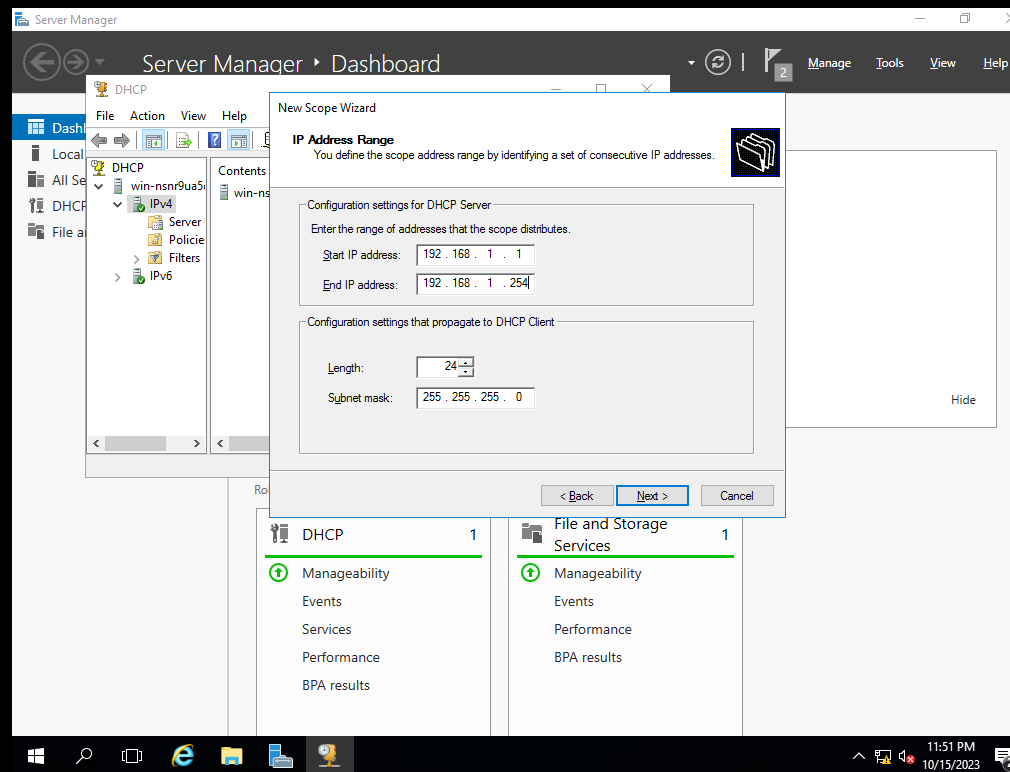 Server Manager
Server Manager ‣ Dashboard
2
Manage
Tools
View
Help
DHCP
File
Action
View
Help
Dashb
Local
All Se
DHCP
File a
DHCP
win-nsnr9ua5
IPv4
Server
Policie
Filters
IPv6
Contents
win-ns
New Scope Wizard
IP Address Range
You define the scope address range by identifying a set of consecutive IP addresses.
Configuration settings for DHCP Server
Enter the range of addresses that the scope distributes.
Start IP address: 192 . 168 . 1 . 1
End IP address: 192 . 168 . 1 . 254
Configuration settings that propagate to DHCP Client
Length: 24
Subnet mask: 255 . 255 . 255 . 0
< Back
Next >
Cancel
Hide
Ro
DHCP 1
Manageability
Events
Services
Performance
BPA results
File and Storage
Services 1
Manageability
Events
Performance
BPA results
11:51 PM
10/15/2023